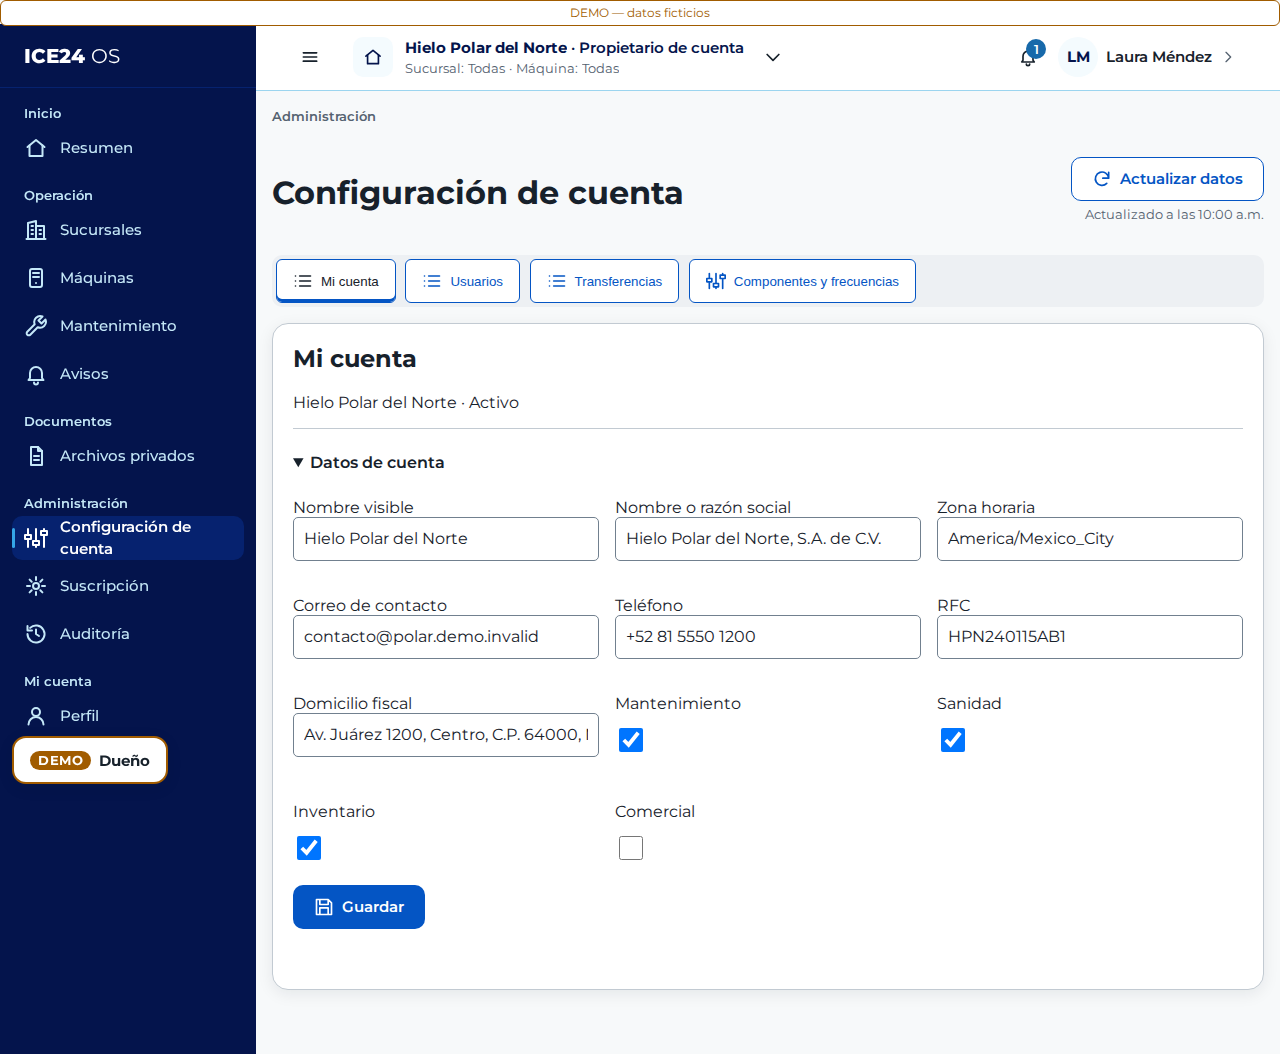 DEMO — datos ficticios
ICE24 OS
Hielo Polar del Norte · Propietario de cuenta
Sucursal: Todas · Máquina: Todas
1
LM
Laura Méndez
Inicio
Resumen
Operación
Sucursales
Máquinas
Mantenimiento
Avisos
Documentos
Archivos privados
Administración
Configuración de
cuenta
Suscripción
Auditoría
Mi cuenta
Perfil
DEMO Dueño
Administración
Configuración de cuenta
Actualizar datos
Actualizado a las 10:00 a.m.
Mi cuenta
Usuarios
Transferencias
Componentes y frecuencias
Mi cuenta
Hielo Polar del Norte · Activo
Datos de cuenta
Nombre visible
Hielo Polar del Norte
Nombre o razón social
Hielo Polar del Norte, S.A. de C.V.
Zona horaria
America/Mexico_City
Correo de contacto
contacto@polar.demo.invalid
Teléfono
+52 81 5550 1200
RFC
HPN240115AB1
Domicilio fiscal
Av. Juárez 1200, Centro, C.P. 64000,
Mantenimiento
Sanidad
Inventario
Comercial
Guardar